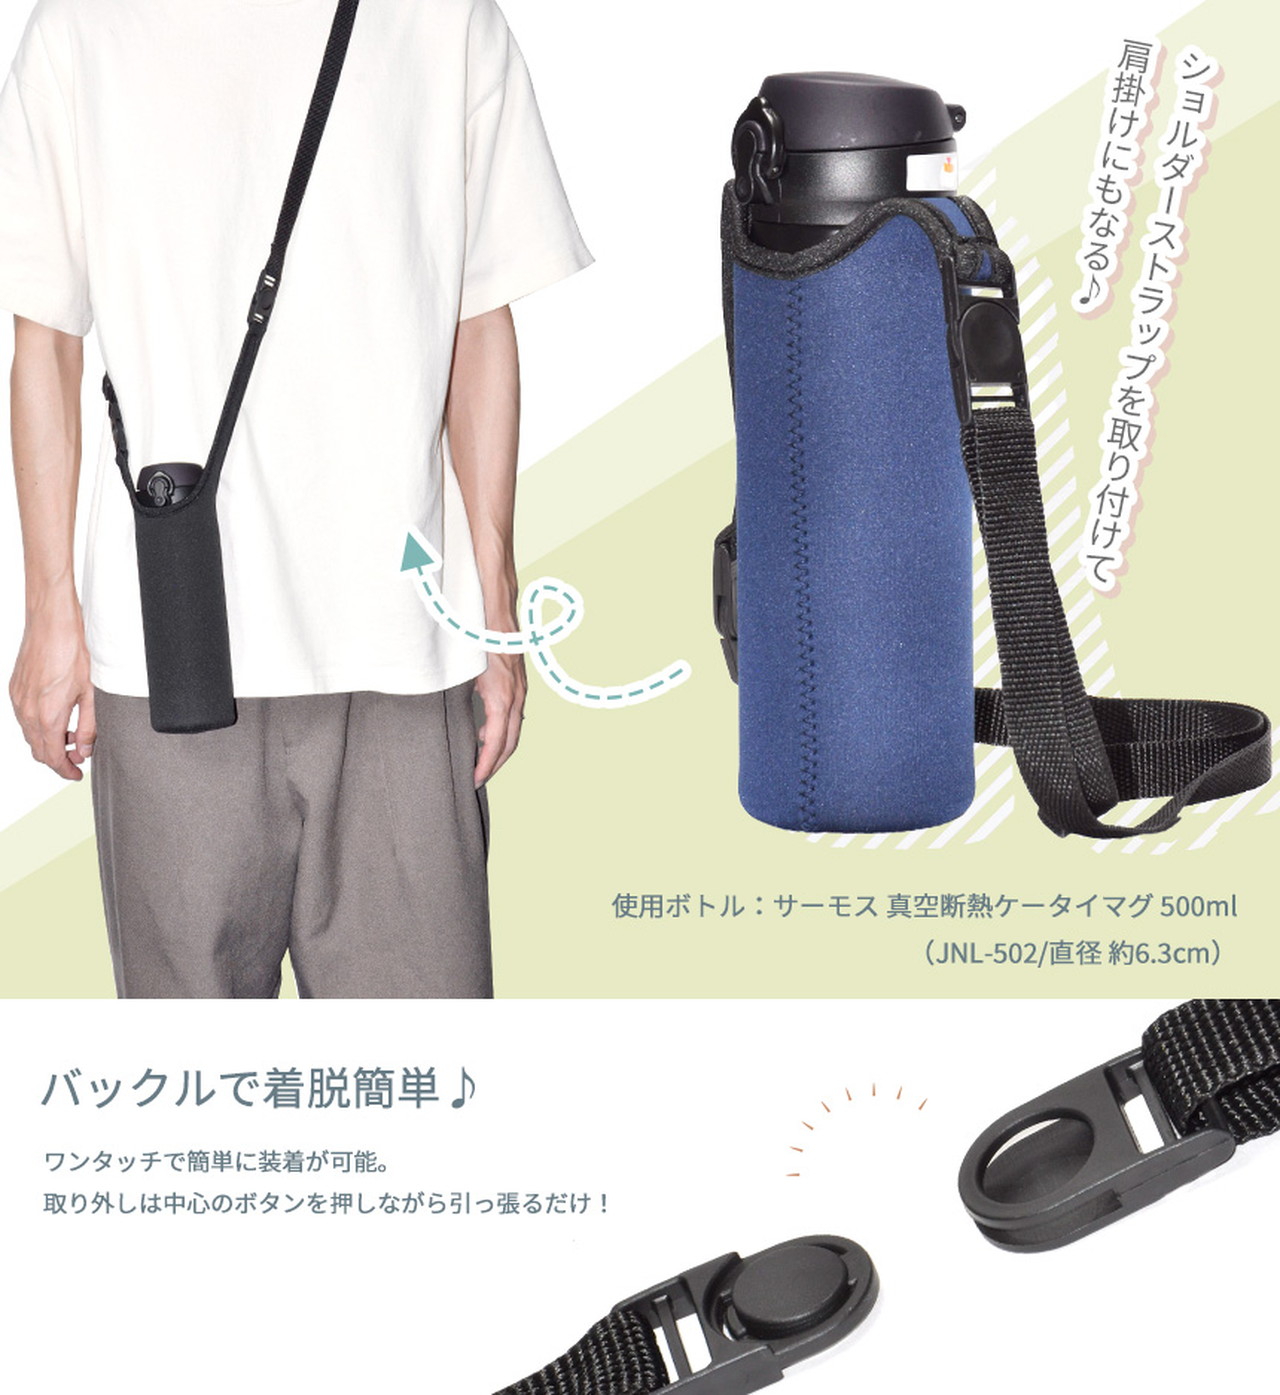 ショルダーストラップを取り付けて
肩掛けにもなる♪
使用ボトル：サーモス 真空断熱ケータイマグ 500ml
（JNL-502/直径 約6.3cm）
バックルで着脱簡単♪
ワンタッチで簡単に装着が可能。
取り外しは中心のボタンを押しながら引っ張るだけ！